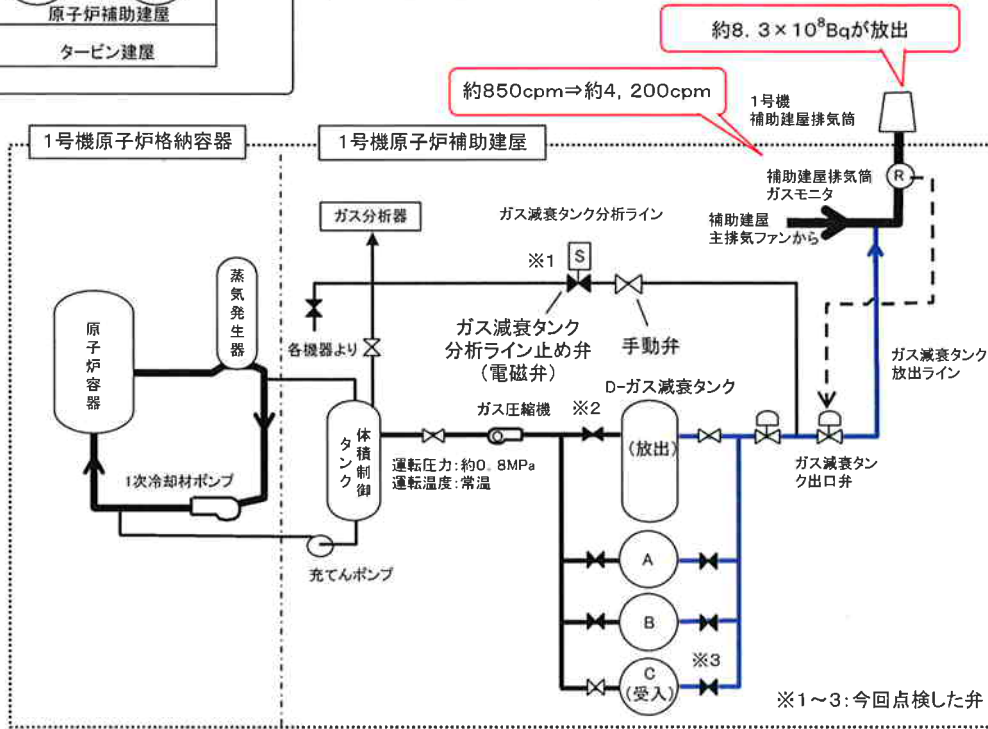 原子炉補助建屋
タービン建屋
約8.3×10⁸Bqが放出
約850cpm⇒約4,200cpm
1号機
補助建屋排気筒
1号機原子炉格納容器
1号機原子炉補助建屋
R
補助建屋排気筒
ガスモニタ
補助建屋
主排気ファンから
ガス分析器
ガス減衰タンク分析ライン
※1
S
蒸気発生器
原子炉容器
各機器より
ガス減衰タンク
分析ライン止め弁
(電磁弁)
手動弁
ガス減衰タンク
放出ライン
D-ガス減衰タンク
ガス圧縮機
※2
体積制御
タンク
(放出)
運転圧力:約0.8MPa
運転温度:常温
ガス減衰タン
ク出口弁
1次冷却材ポンプ
充てんポンプ
A
B
C
(受入)
※3
※1～3:今回点検した弁